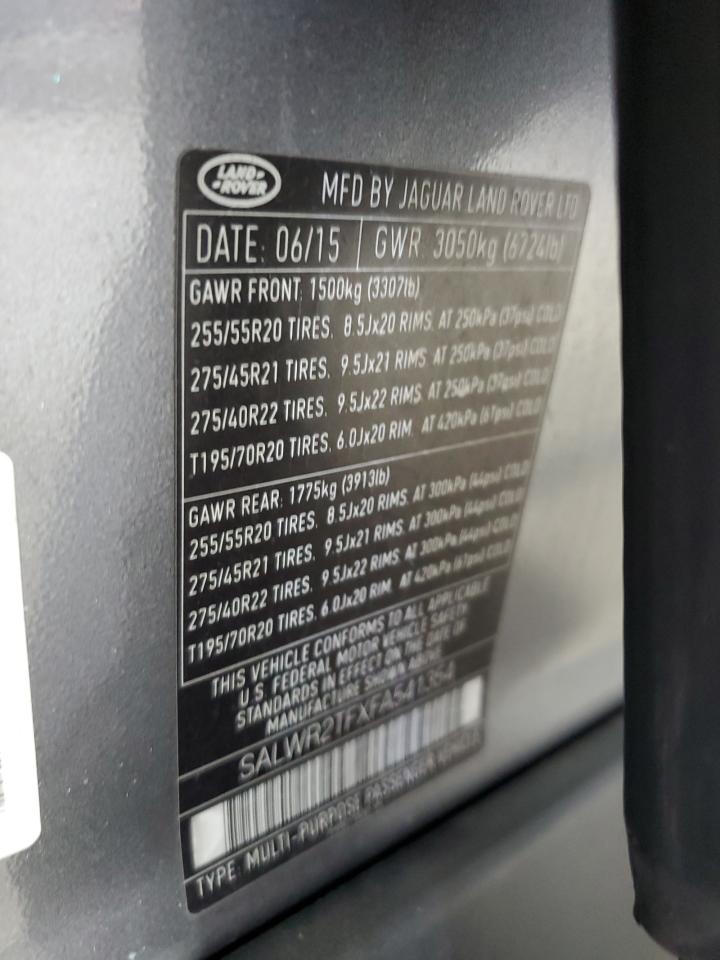 LAND
ROVER
MFD BY JAGUAR LAND ROVER LTD
DATE: 06/15 GWR: 3050kg (6724lb)
GAWR FRONT: 1500kg (3307lb)
255/55R20 TIRES. 8.5Jx20 RIMS. AT 250kPa (37psi) COLD
275/45R21 TIRES. 9.5Jx21 RIMS AT 250kPa (37psi) COLD
275/40R22 TIRES. 9.5Jx22 RIMS AT 250kPa (37psi) COLD
T195/70R20 TIRES. 6.0Jx20 RIM. AT 420kPa (61psi) COLD
GAWR REAR: 1775kg (3913lb)
255/55R20 TIRES. 8.5Jx20 RIMS. AT 300kPa (44psi) COLD
275/45R21 TIRES. 9.5Jx21 RIMS. AT 300kPa (44psi) COLD
275/40R22 TIRES. 9.5Jx22 RIMS AT 300kPa (44psi) COLD
T195/70R20 TIRES. 6.0Jx20 RIM. AT 420kPa (61psi) COLD
THIS VEHICLE CONFORMS TO ALL APPLICABLE
U.S. FEDERAL MOTOR VEHICLE SAFETY
STANDARDS IN EFFECT ON THE DATE OF
MANUFACTURE SHOWN ABOVE.
SALWR2TFXFA541354
TYPE: MULTI-PURPOSE PASSENGER VEHICLE